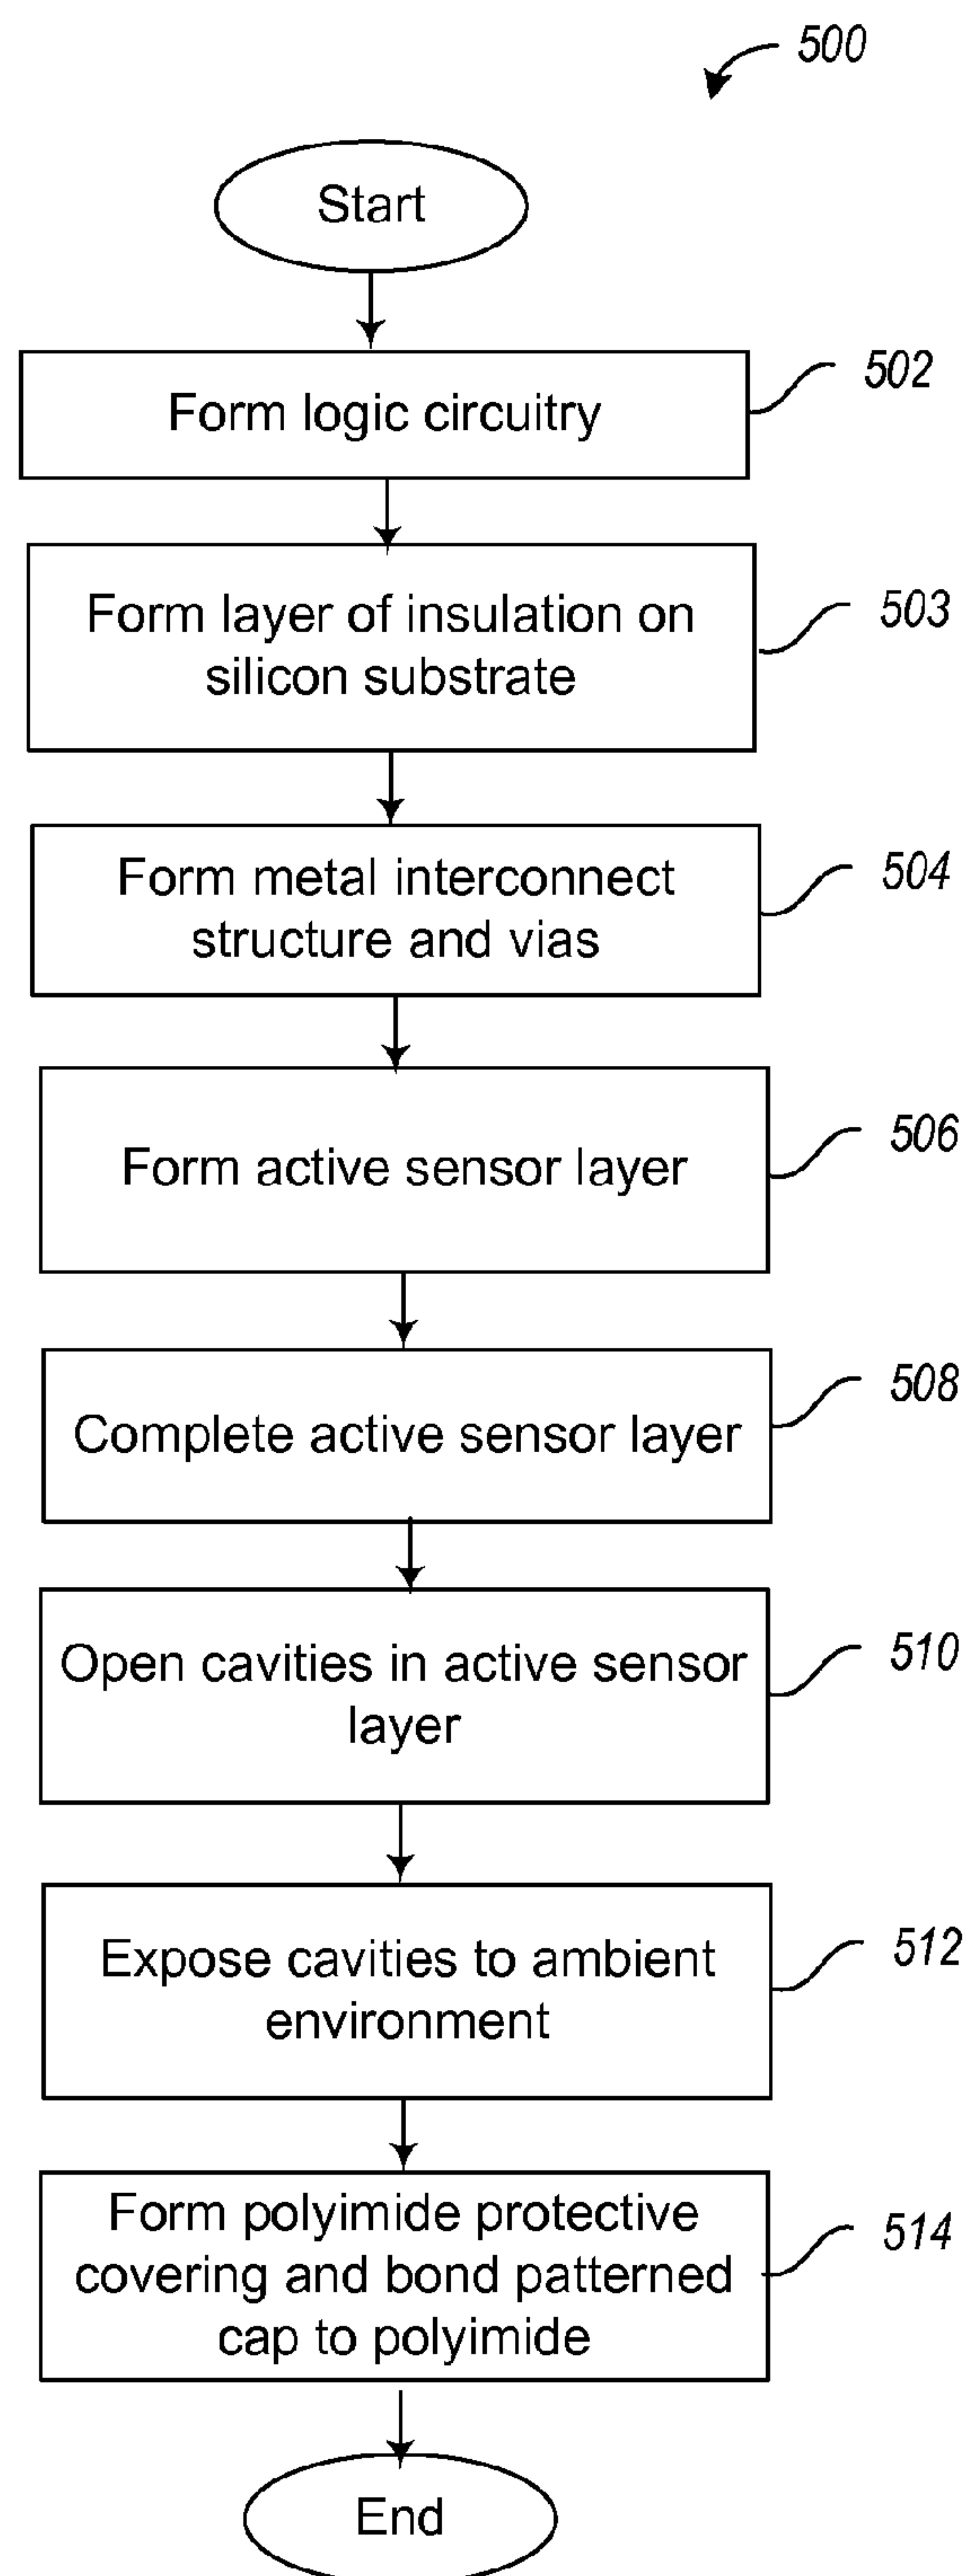 500
Start
Form logic circuitry
502
Form layer of insulation on
silicon substrate
503
Form metal interconnect
structure and vias
504
Form active sensor layer
506
Complete active sensor layer
508
Open cavities in active sensor
layer
510
Expose cavities to ambient
environment
512
Form polyimide protective
covering and bond patterned
cap to polyimide
514
End